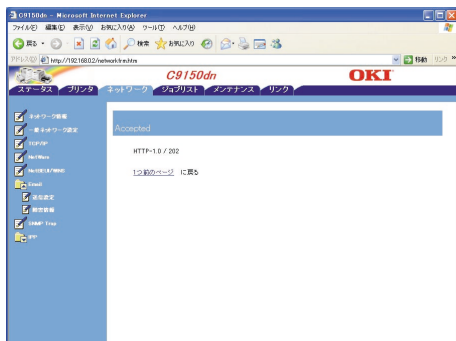 C9150dn - Microsoft Internet Explorer
ファイル(F) 編集(E) 表示(V) お気に入り(A) ツール(T) ヘルプ(H)
戻る 検索 お気に入り
アドレス(D) http://192.168.0.2/networkfrm.htm 移動 リンク »
C9150dn OKI
ステータス プリンタ ネットワーク ジョブリスト メンテナンス リンク
ネットワーク情報
一般ネットワーク設定
TCP/IP
NetWare
NetBEUI/WINS
Email
送信設定
SNMP Trap
IPP
Accepted
HTTP-1.0 / 202
1つ前のページ に戻る